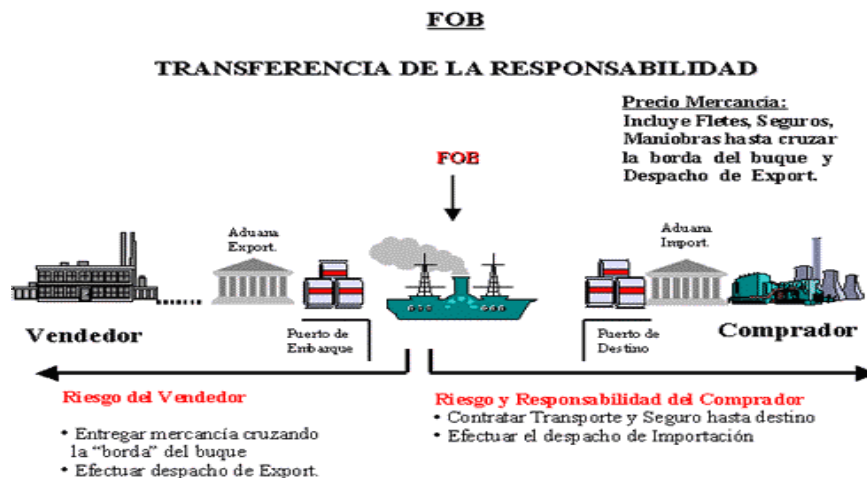 FOB
TRANSFERENCIA DE LA RESPONSABILIDAD
Precio Mercancía:
Incluye Fletes, Seguros,
Maniobras hasta cruzar
la borda del buque y
Despacho de Export.
FOB
Aduana
Export.
Aduana
Import.
Vendedor
Puerto de
Embarque
Puerto de
Destino
Comprador
Riesgo del Vendedor
• Entregar mercancía cruzando
la "borda" del buque
• Efectuar despacho de Export.
Riesgo y Responsabilidad del Comprador
• Contratar Transporte y Seguro hasta destino
• Efectuar el despacho de Importación